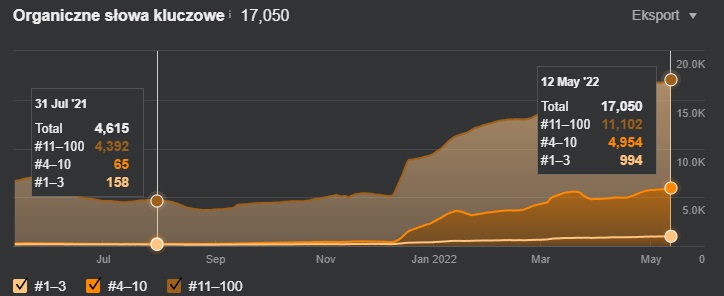 Organiczne słowa kluczowe i 17,050
Eksport
20.0K
15.0K
10.0K
5.0K
0
31 Jul '21
Total 4,615
#11–100 4,392
#4–10 65
#1–3 158
12 May '22
Total 17,050
#11–100 11,102
#4–10 4,954
#1–3 994
Jul Sep Nov Jan 2022 Mar May
#1–3 #4–10 #11–100